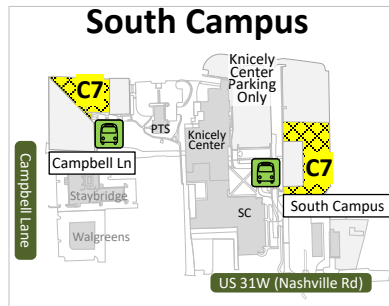 South Campus
C7
Knicely
Center
Parking
Only
PTS
Knicely
Center
C7
Campbell Ln
Campbell Lane
Staybridge
South Campus
SC
Walgreens
US 31W (Nashville Rd)